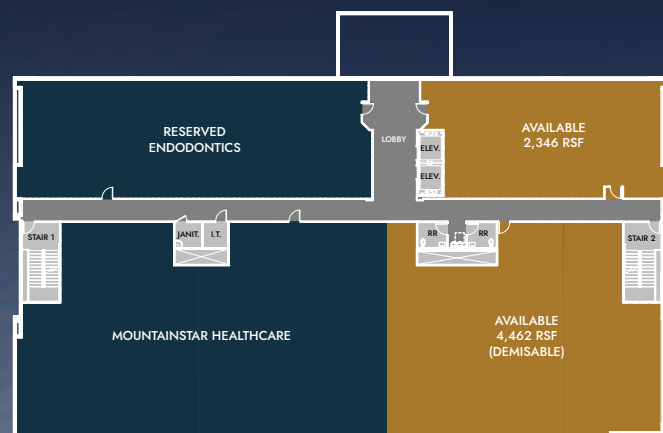 RESERVED
ENDODONTICS
LOBBY
AVAILABLE
2,346 RSF
ELEV.
ELEV.
STAIR 1
JANIT.
I.T.
RR
RR
STAIR 2
MOUNTAINSTAR HEALTHCARE
AVAILABLE
4,462 RSF
(DEMISABLE)